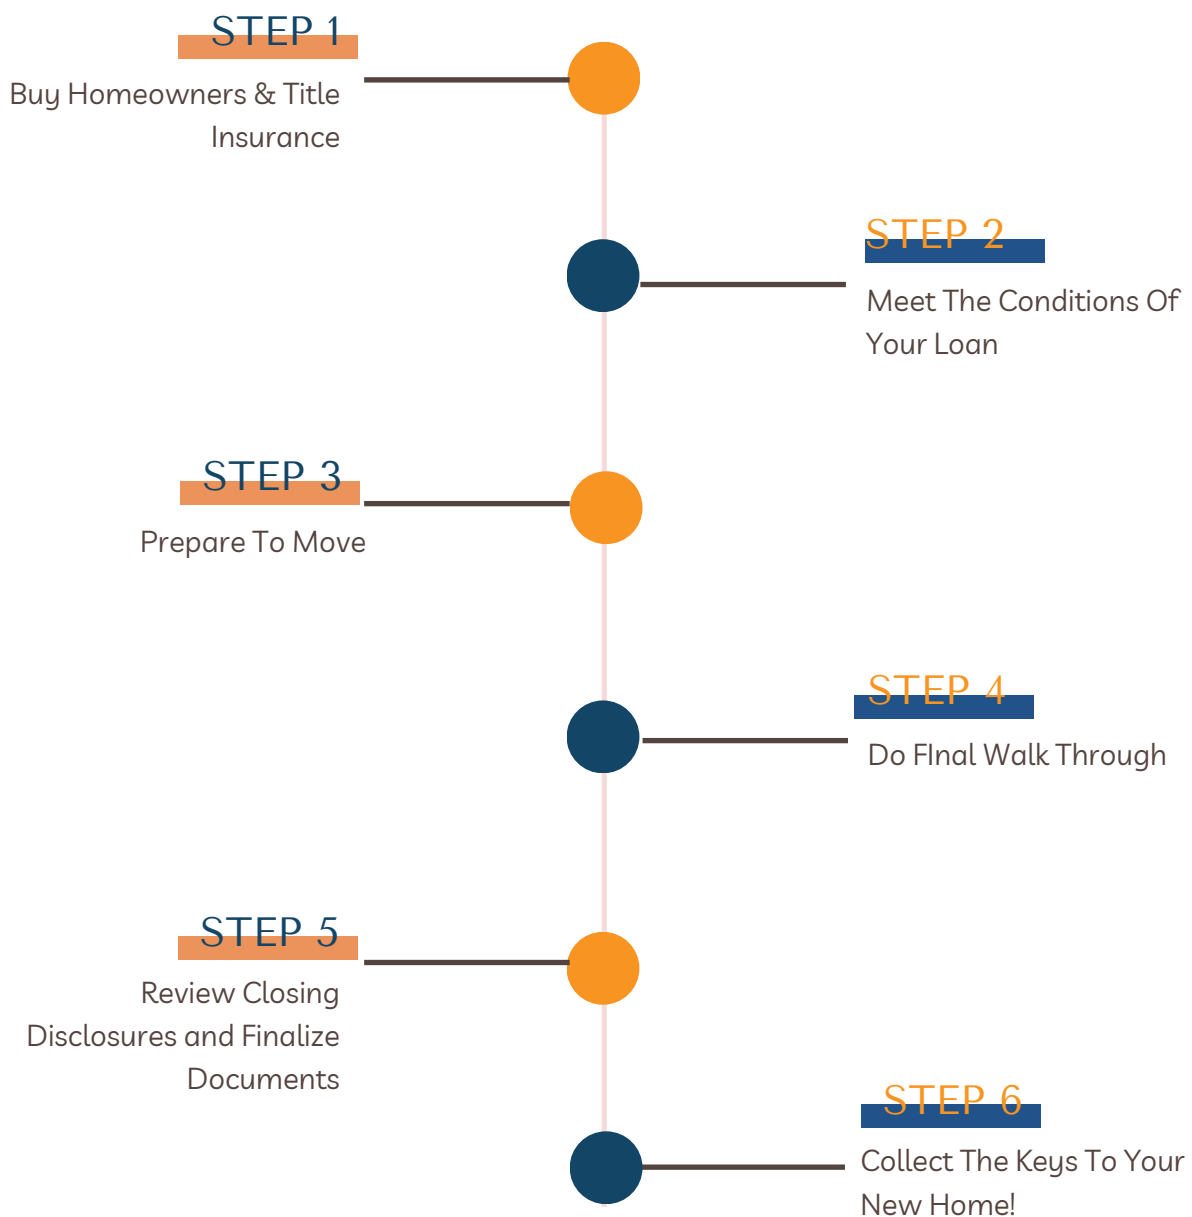 STEP 1
Buy Homeowners & Title
Insurance
STEP 2
Meet The Conditions Of
Your Loan
STEP 3
Prepare To Move
STEP 4
Do FInal Walk Through
STEP 5
Review Closing
Disclosures and Finalize
Documents
STEP 6
Collect The Keys To Your
New Home!